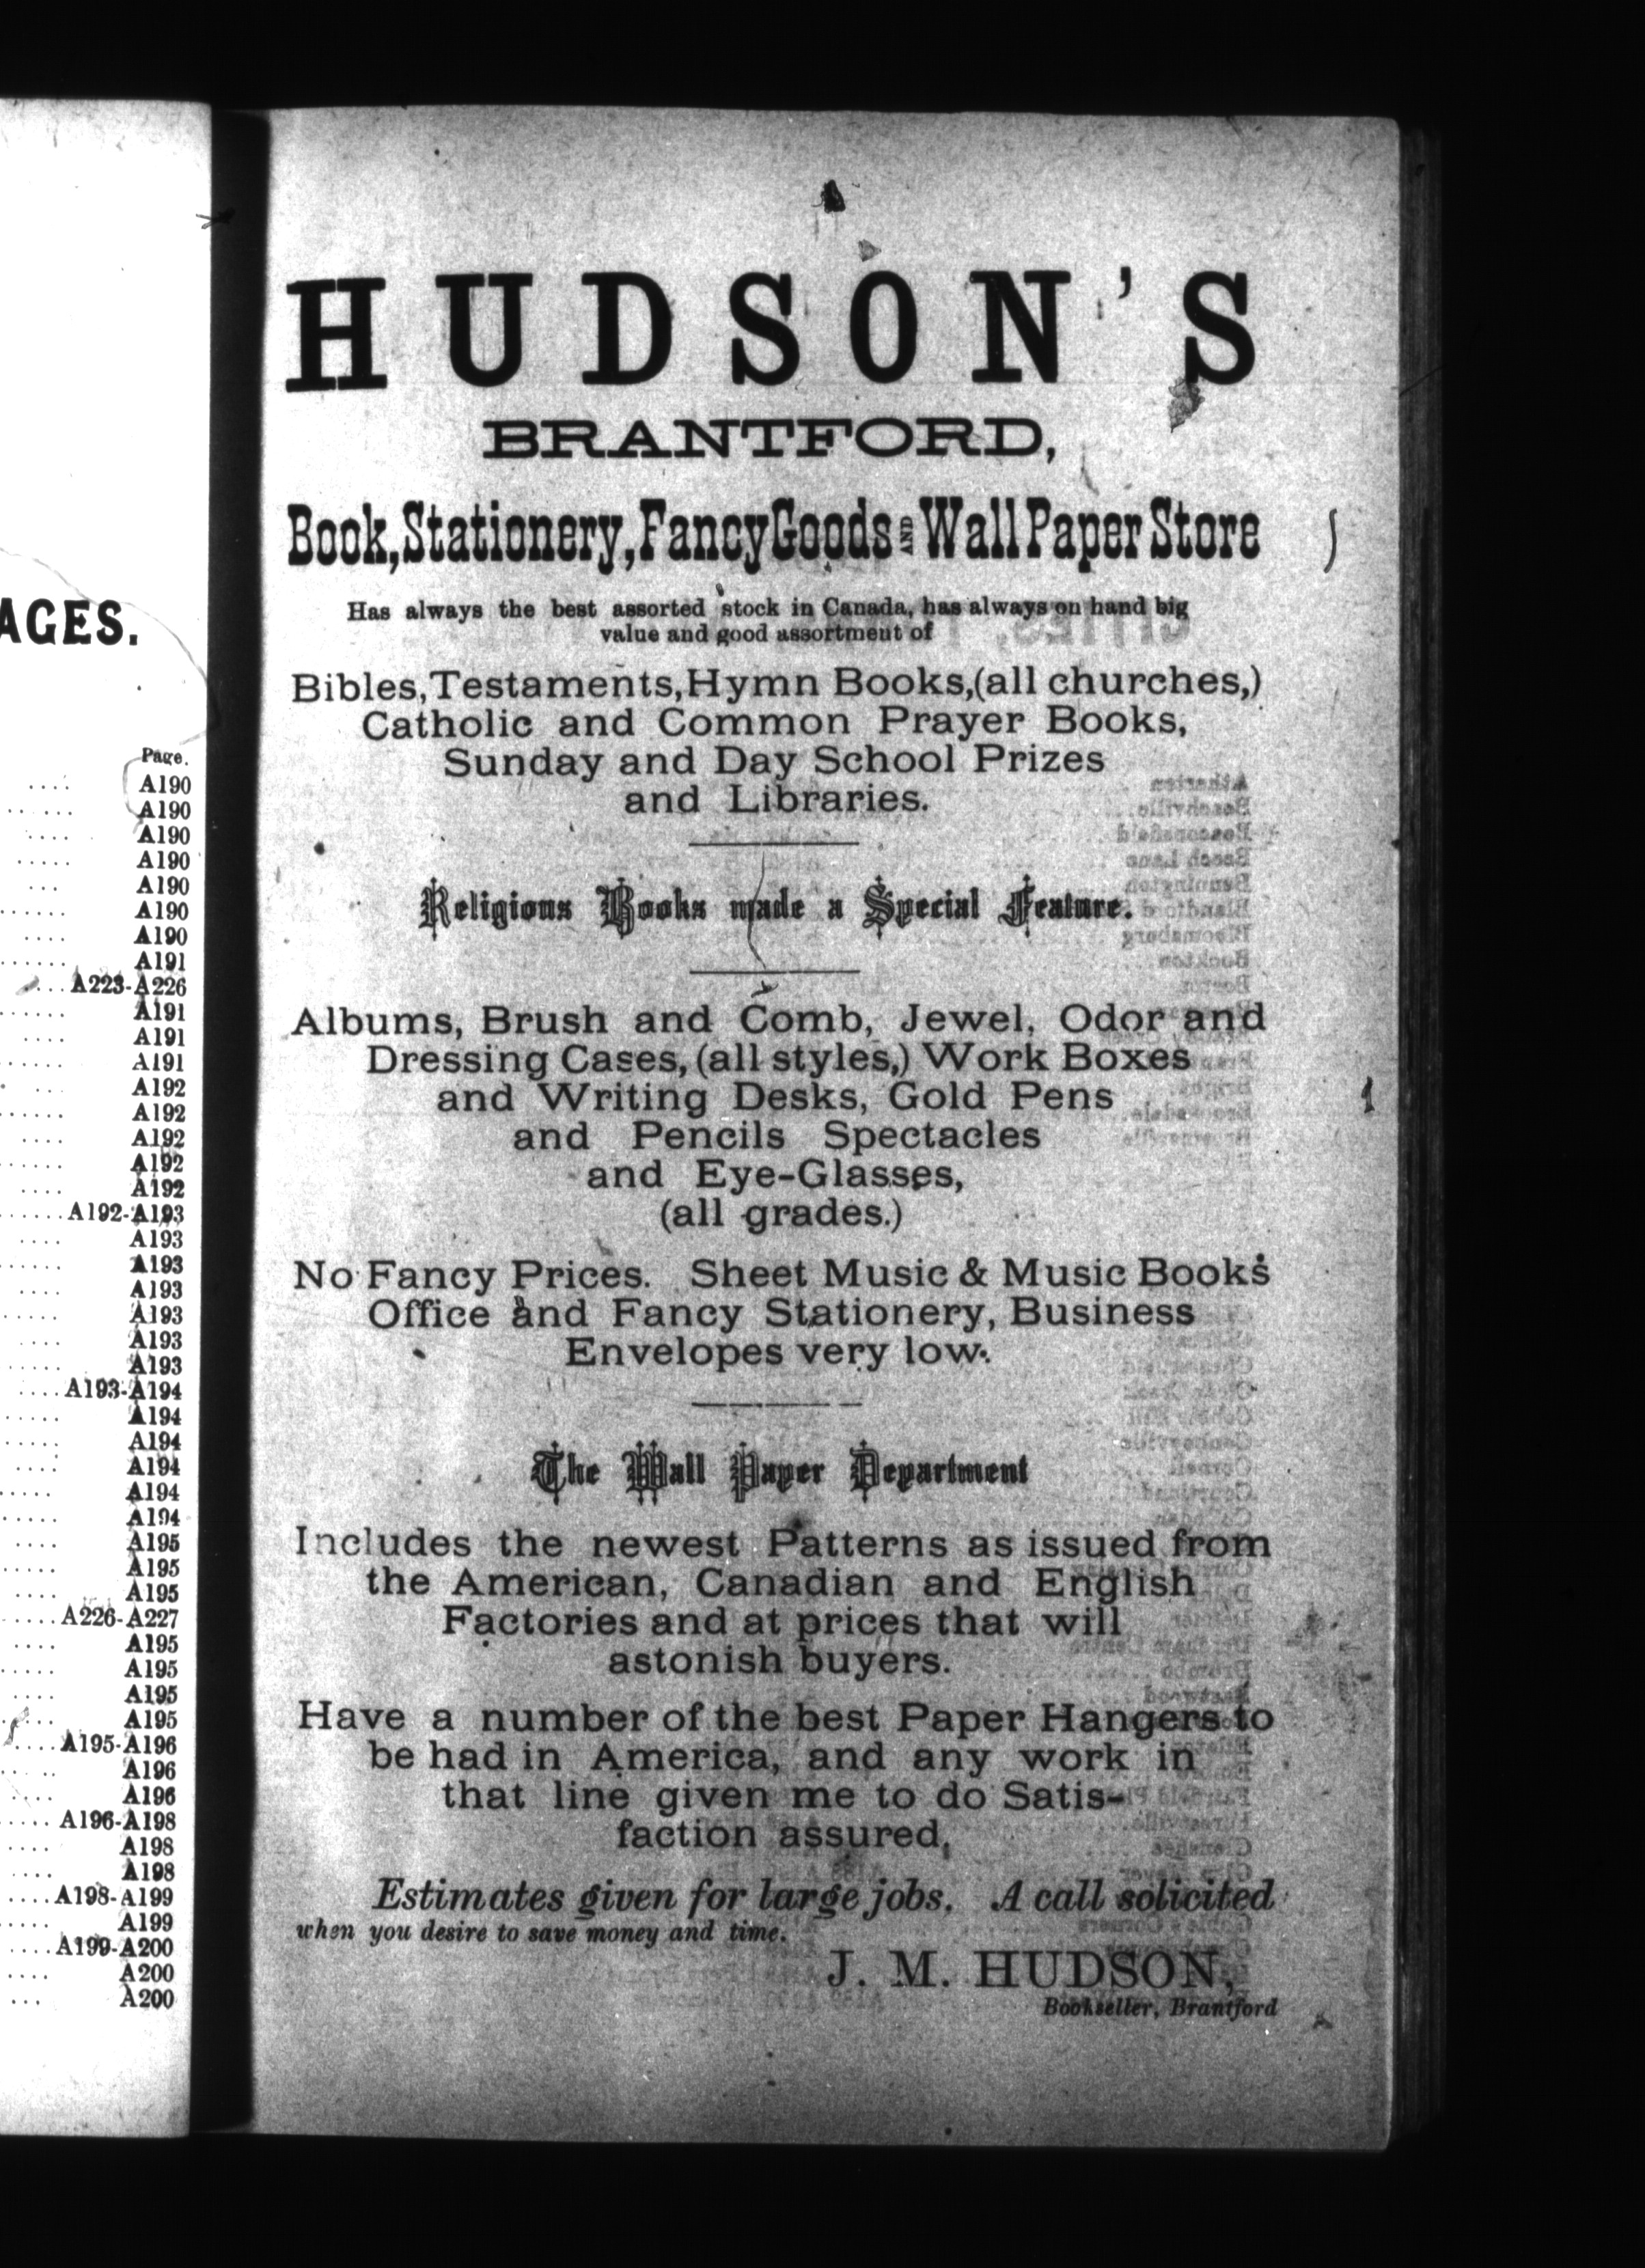 AGES.
Page.
.... A190
...... A190
.... A190
..... A190
... A190
...... A190
.... A190
...... A191
... A223-A226
...... A191
.... A191
...... A191
.... A192
...... A192
.... A192
...... A192
.... A192
...... A192-A193
.... A193
...... A193
.... A193
...... A193
.... A193
...... A193
.... A193-A194
..... A194
..... A194
.... A194
..... A194
..... A194
.... A195
..... A195
.... A195
..... A226-A227
.... A195
..... A195
.... A195
..... A195
.... A195-A196
..... A196
.... A196
..... A196-A198
.... A198
.... A198
.... A198-A199
..... A199
.... A199-A200
.... A200
... A200
HUDSON'S
BRANTFORD,
Book, Stationery, Fancy Goods AND Wall Paper Store
Has always the best assorted stock in Canada, has always on hand big
value and good assortment of
Bibles, Testaments, Hymn Books, (all churches,)
Catholic and Common Prayer Books,
Sunday and Day School Prizes
and Libraries.
Religious Books made a Special Feature.
Albums, Brush and Comb, Jewel, Odor and
Dressing Cases, (all styles,) Work Boxes
and Writing Desks, Gold Pens
and Pencils Spectacles
and Eye-Glasses,
(all grades.)
No Fancy Prices. Sheet Music & Music Books
Office and Fancy Stationery, Business
Envelopes very low.
The Wall Paper Department
Includes the newest Patterns as issued from
the American, Canadian and English
Factories and at prices that will
astonish buyers.
Have a number of the best Paper Hangers to
be had in America, and any work in
that line given me to do Satis-
faction assured,
Estimates given for large jobs. A call solicited
when you desire to save money and time.
J. M. HUDSON,
Bookseller, Brantford